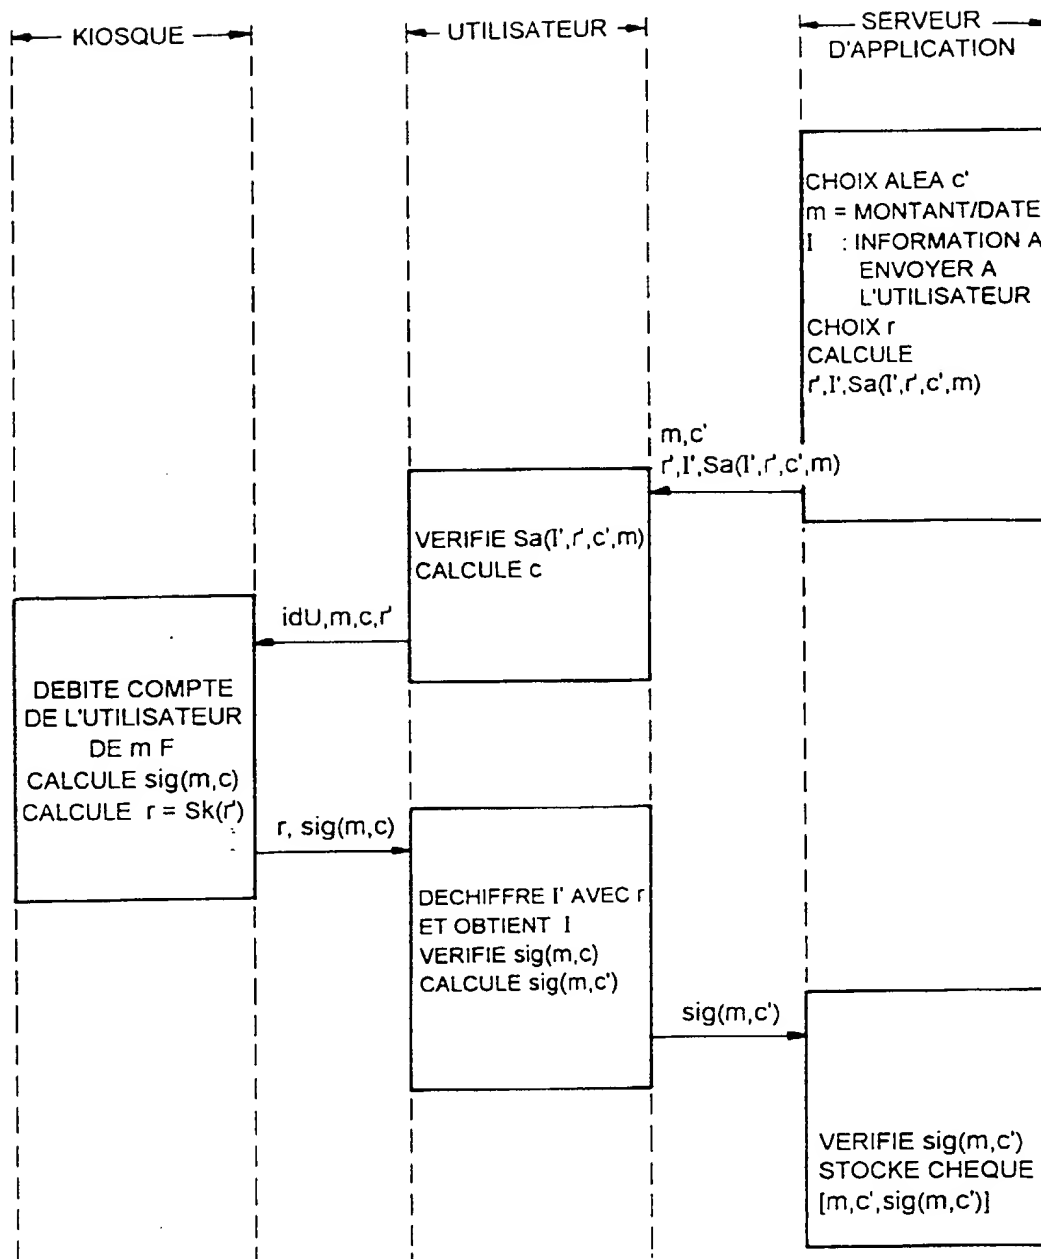 KIOSQUE
UTILISATEUR
SERVEUR
D'APPLICATION
CHOIX ALEA c'
m = MONTANT/DATE
I : INFORMATION A
ENVOYER A
L'UTILISATEUR
CHOIX r
CALCULE
r',I',Sa(I',r',c',m)
m,c'
r',I',Sa(I',r',c',m)
VERIFIE Sa(I',r',c',m)
CALCULE c
idU,m,c,r'
DEBITE COMPTE
DE L'UTILISATEUR
DE m F
CALCULE sig(m,c)
CALCULE r = Sk(r')
r, sig(m,c)
DECHIFFRE I' AVEC r
ET OBTIENT I
VERIFIE sig(m,c)
CALCULE sig(m,c')
sig(m,c')
VERIFIE sig(m,c')
STOCKE CHEQUE
[m,c',sig(m,c')]